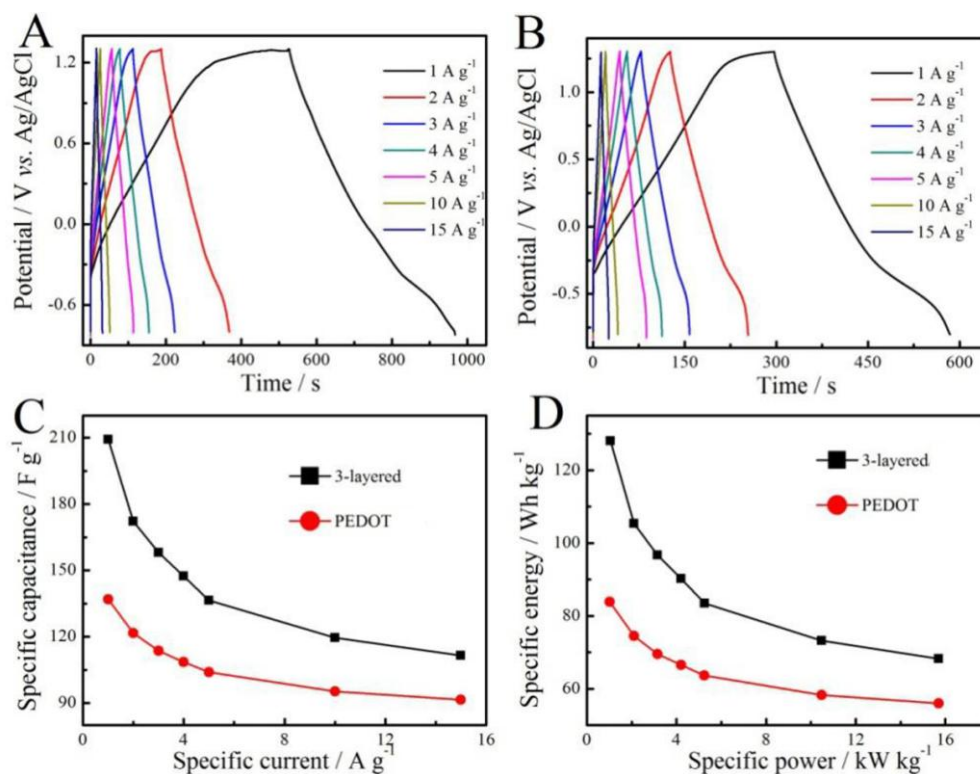 A
Potential / V vs. Ag/AgCl
1.2
0.6
0.0
-0.6
1 A g⁻¹
2 A g⁻¹
3 A g⁻¹
4 A g⁻¹
5 A g⁻¹
10 A g⁻¹
15 A g⁻¹
0 200 400 600 800 1000
Time / s
B
Potential / V vs. Ag/AgCl
1.0
0.5
0.0
-0.5
1 A g⁻¹
2 A g⁻¹
3 A g⁻¹
4 A g⁻¹
5 A g⁻¹
10 A g⁻¹
15 A g⁻¹
0 150 300 450 600
Time / s
C
Specific capacitance / F g⁻¹
210
180
150
120
90
3-layered
PEDOT
0 4 8 12 16
Specific current / A g⁻¹
D
Specific energy / Wh kg⁻¹
120
100
80
60
3-layered
PEDOT
0 4 8 12 16
Specific power / kW kg⁻¹